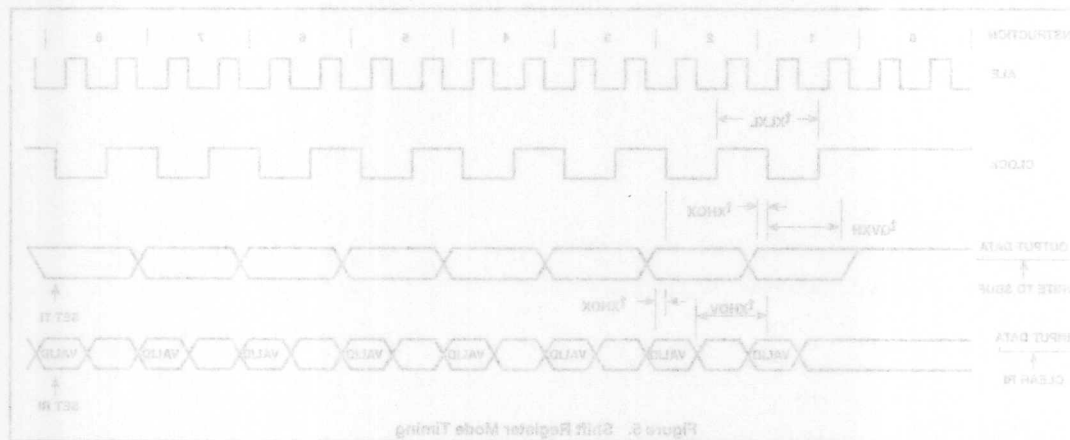 NSTRUCTION 0 1 2 3 4 5 6 7 8
ALE
tXLXL
CLOCK
tQVXH tXHQX
OUTPUT DATA
RITE TO SBUF
tXHDV tXHDX
SET TI
INPUT DATA
VALID VALID VALID VALID VALID VALID VALID VALID
CLEAR RI
SET RI
Figure 5. Shift Register Mode Timing